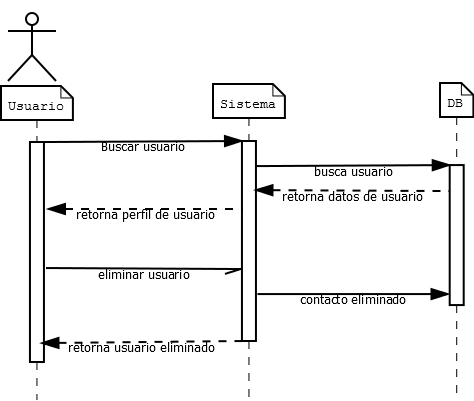 Usuario
Sistema
DB
Buscar usuario
busca usuario
retorna datos de usuario
retorna perfil de usuario
eliminar usuario
contacto eliminado
retorna usuario eliminado